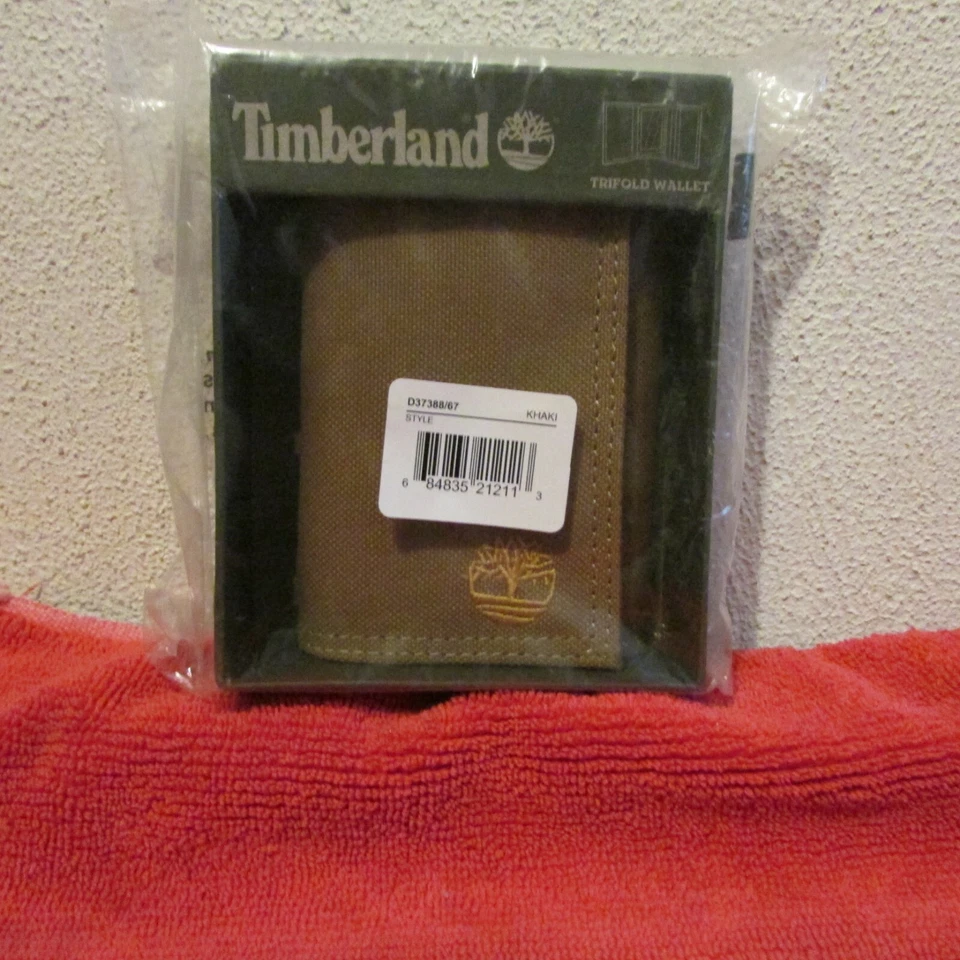 Timberland
TRIFOLD WALLET
D37388/67
STYLE KHAKI
6 84835 21211 3